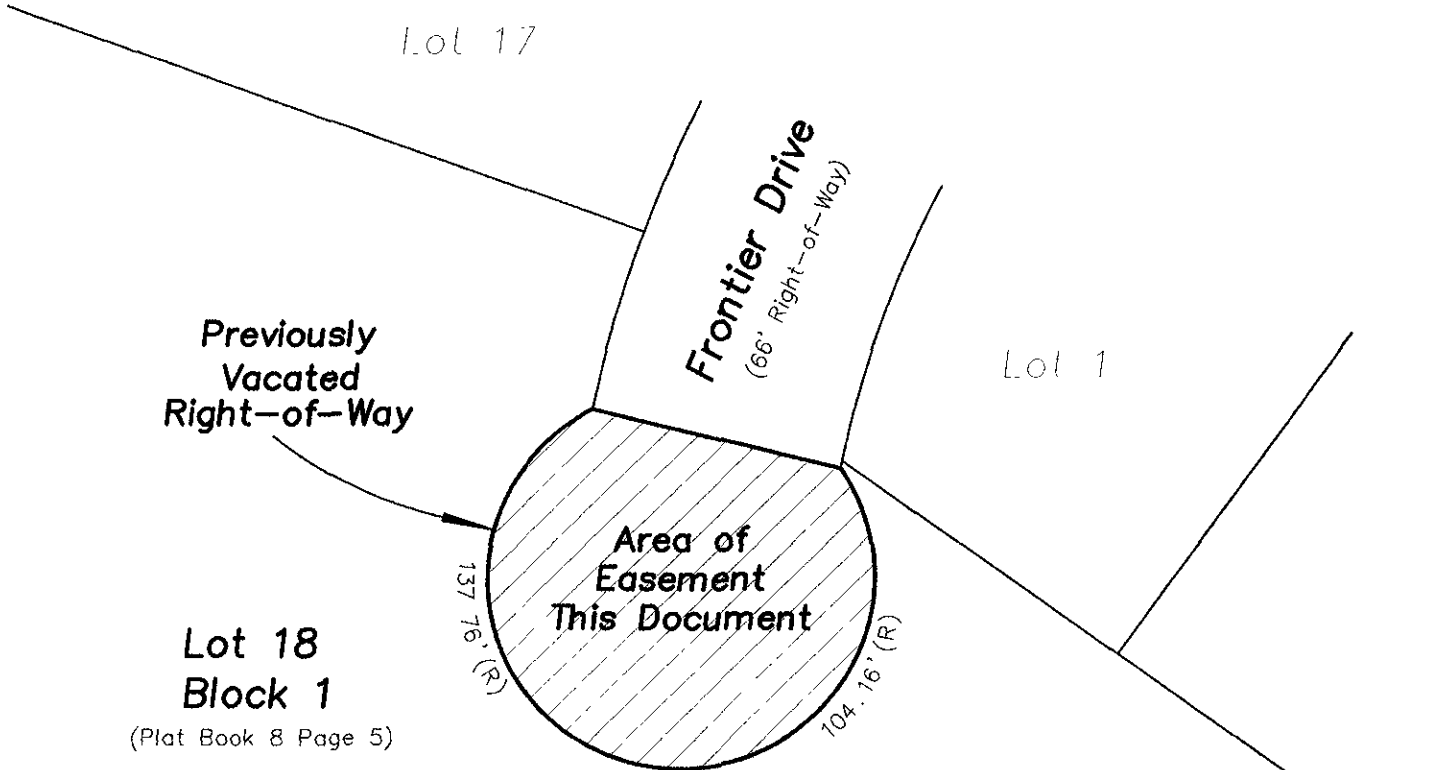 Lot 17
Frontier Drive
(66' Right-of-Way)
Previously
Vacated
Right-of-Way
Lot 1
Area of
Easement
This Document
137 76' (R)
104.16' (R)
Lot 18
Block 1
(Plat Book 8 Page 5)